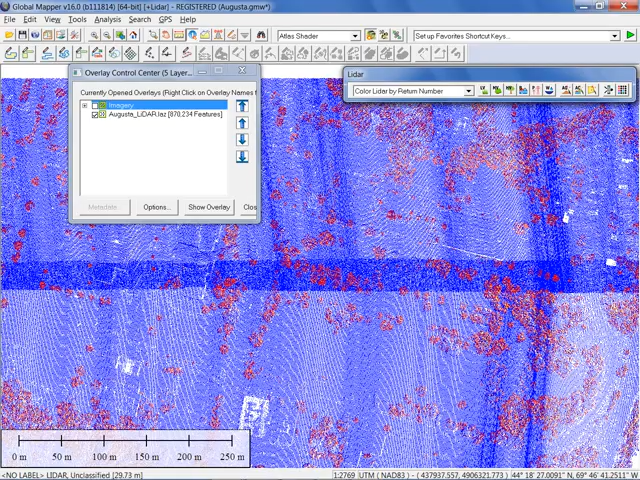 Global Mapper v16.0 (b111814) [64-bit] [+Lidar] - REGISTERED (Augusta.gmw*)
File Edit View Tools Analysis Search GPS Help
Atlas Shader
Set up Favorites Shortcut Keys...
Overlay Control Center (5 Layer...
Currently Opened Overlays (Right Click on Overlay Names f
Imagery
Augusta_LiDAR.laz [870,234 Features]
Metadata...
Options...
Show Overlay
Clos
Lidar
Color Lidar by Return Number
0 m 50 m 100 m 150 m 200 m 250 m
<NO LABEL> LIDAR, Unclassified [29.73 m]
1:2769 UTM (NAD83) - ( 437937.557, 4906321.773 ) 44° 18' 27.0091" N, 69° 46' 41.2511" W